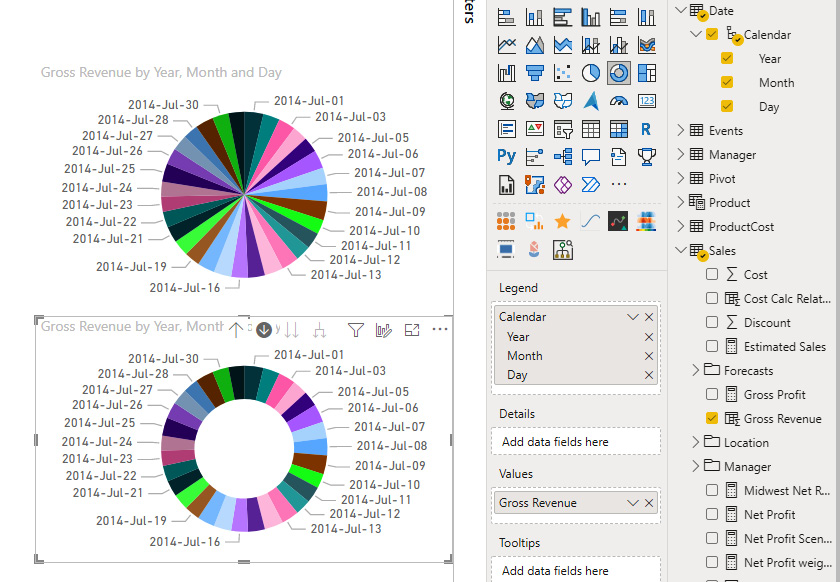 ters
Gross Revenue by Year, Month and Day
2014-Jul-30
2014-Jul-01
2014-Jul-28
2014-Jul-03
2014-Jul-27
2014-Jul-05
2014-Jul-26
2014-Jul-06
2014-Jul-25
2014-Jul-07
2014-Jul-24
2014-Jul-08
2014-Jul-23
2014-Jul-09
2014-Jul-22
2014-Jul-10
2014-Jul-21
2014-Jul-11
2014-Jul-12
2014-Jul-19
2014-Jul-13
2014-Jul-16
Gross Revenue by Year, Month
2014-Jul-30
2014-Jul-01
2014-Jul-28
2014-Jul-03
2014-Jul-27
2014-Jul-05
2014-Jul-26
2014-Jul-06
2014-Jul-25
2014-Jul-07
2014-Jul-24
2014-Jul-08
2014-Jul-23
2014-Jul-09
2014-Jul-22
2014-Jul-10
2014-Jul-21
2014-Jul-11
2014-Jul-12
2014-Jul-19
2014-Jul-13
2014-Jul-16
123
R
Py
Legend
Calendar
Year
Month
Day
Details
Add data fields here
Values
Gross Revenue
Tooltips
Add data fields here
Date
Calendar
Year
Month
Day
Events
Manager
Pivot
Product
ProductCost
Sales
Cost
Cost Calc Relat...
Discount
Estimated Sales
Forecasts
Gross Profit
Gross Revenue
Location
Manager
Midwest Net R...
Net Profit
Net Profit Scen...
Net Profit weig...